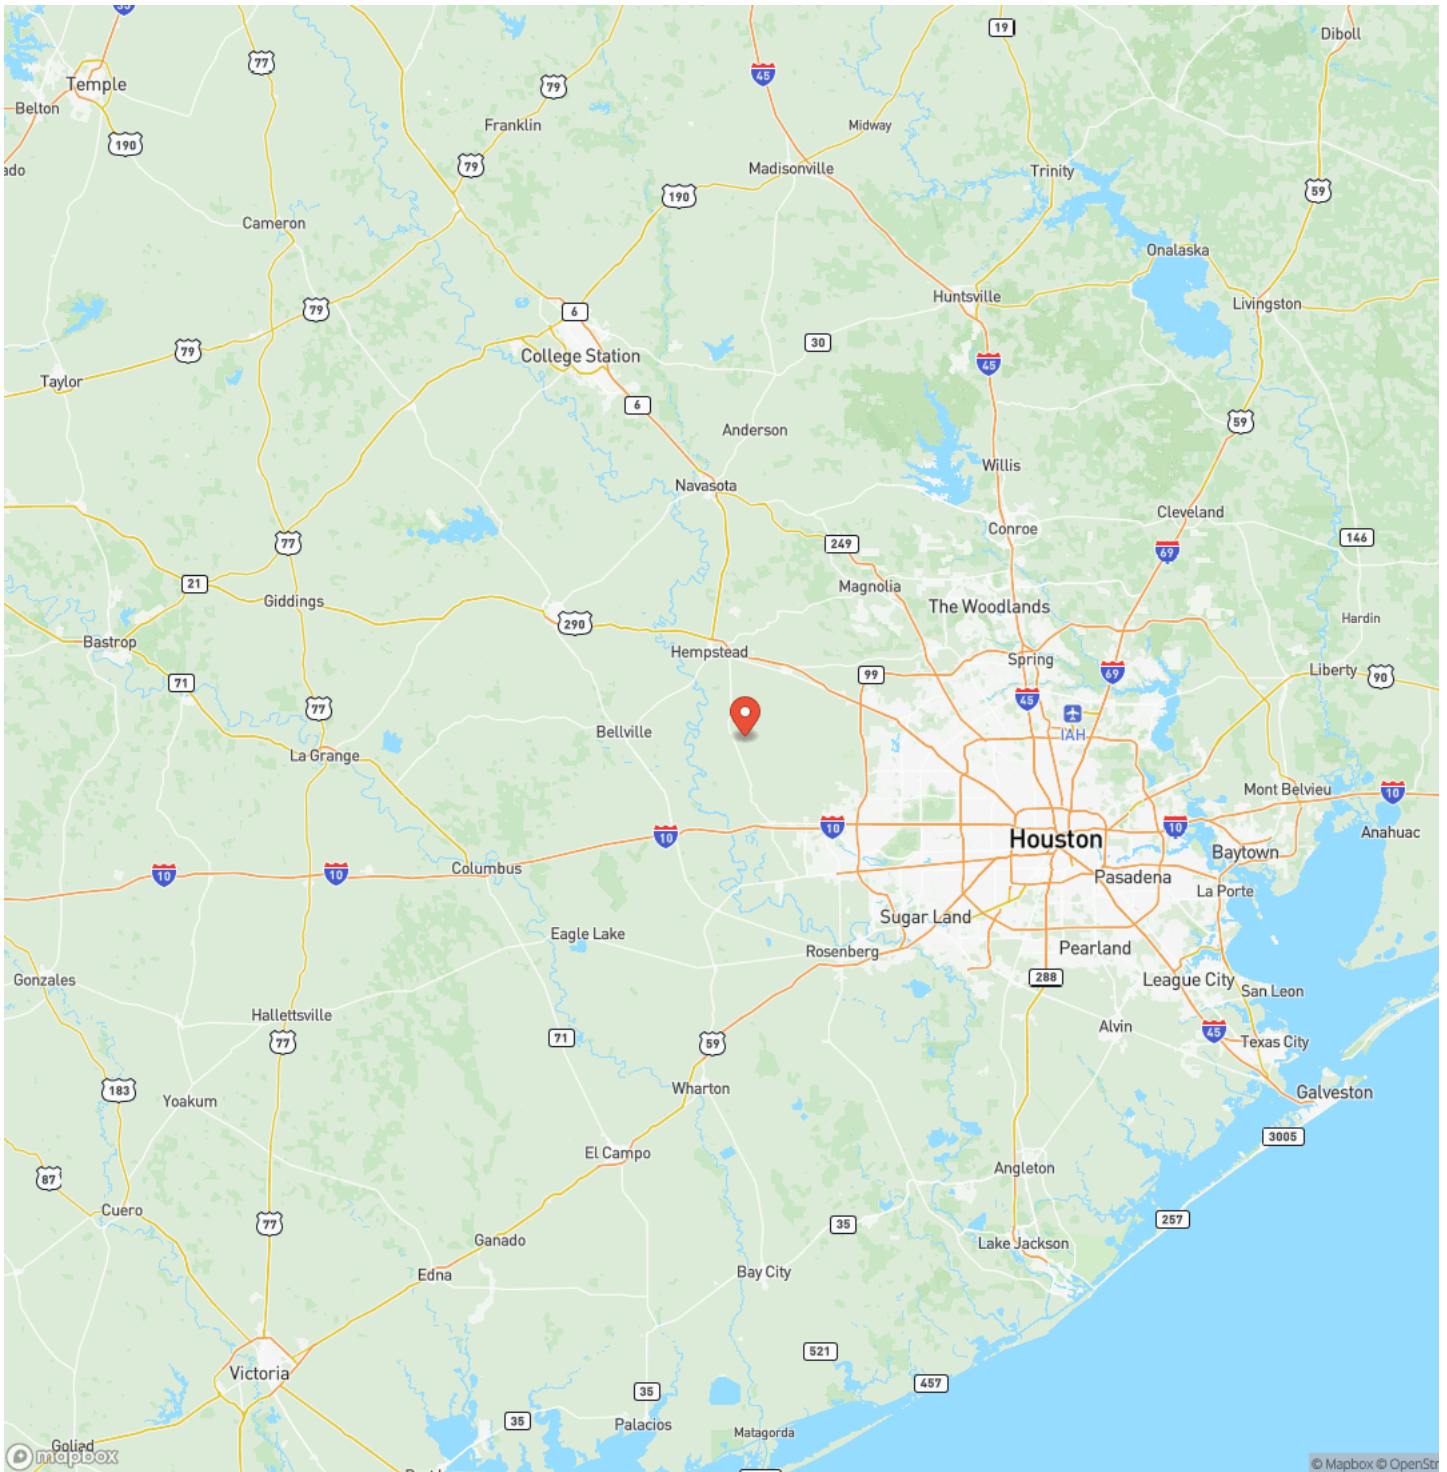 35
19
Diboll
77
45
Temple
79
Belton
Franklin
Midway
190
79
Madisonville
ado
Trinity
190
59
Cameron
Onalaska
Huntsville
Livingston
79
6
30
79
College Station
45
Taylor
6
59
Anderson
Willis
Navasota
Cleveland
Conroe
77
249
146
69
21
Magnolia
Giddings
The Woodlands
290
Hardin
Bastrop
Hempstead
Spring
Liberty
99
69
90
71
45
77
IAH
Bellville
La Grange
Mont Belvieu
10
10
10
10
Anahuac
Houston
Baytown
Columbus
10
10
Pasadena
La Porte
Sugar Land
Eagle Lake
Rosenberg
Pearland
Gonzales
288
League City
San Leon
Hallettsville
Alvin
71
77
59
45
Texas City
183
Wharton
Galveston
Yoakum
3005
El Campo
Angleton
87
Cuero
77
35
257
Ganado
Lake Jackson
Edna
Bay City
521
Victoria
457
35
35
Palacios
Matagorda
Goliad
mapbox
© Mapbox © OpenStr